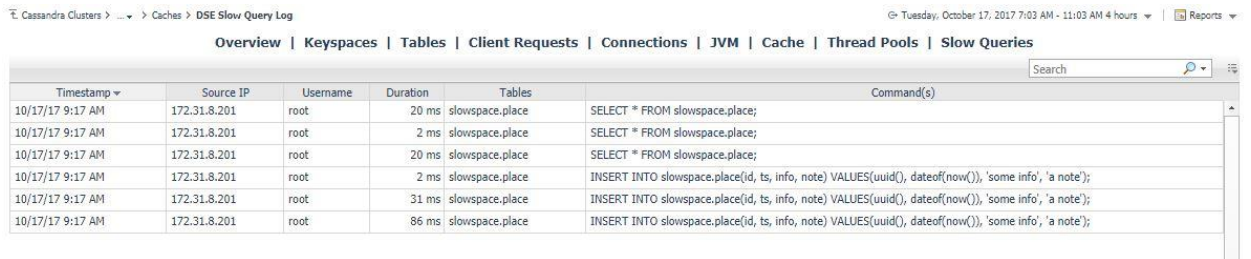 Cassandra Clusters > ... > Caches > DSE Slow Query Log Tuesday, October 17, 2017 7:03 AM - 11:03 AM 4 hours | Reports
Overview | Keyspaces | Tables | Client Requests | Connections | JVM | Cache | Thread Pools | Slow Queries
Search
Timestamp Source IP Username Duration Tables Command(s)
10/17/17 9:17 AM 172.31.8.201 root 20 ms slowspace.place SELECT * FROM slowspace.place;
10/17/17 9:17 AM 172.31.8.201 root 2 ms slowspace.place SELECT * FROM slowspace.place;
10/17/17 9:17 AM 172.31.8.201 root 20 ms slowspace.place SELECT * FROM slowspace.place;
10/17/17 9:17 AM 172.31.8.201 root 2 ms slowspace.place INSERT INTO slowspace.place(id, ts, info, note) VALUES(uuid(), dateof(now()), 'some info', 'a note');
10/17/17 9:17 AM 172.31.8.201 root 31 ms slowspace.place INSERT INTO slowspace.place(id, ts, info, note) VALUES(uuid(), dateof(now()), 'some info', 'a note');
10/17/17 9:17 AM 172.31.8.201 root 86 ms slowspace.place INSERT INTO slowspace.place(id, ts, info, note) VALUES(uuid(), dateof(now()), 'some info', 'a note');